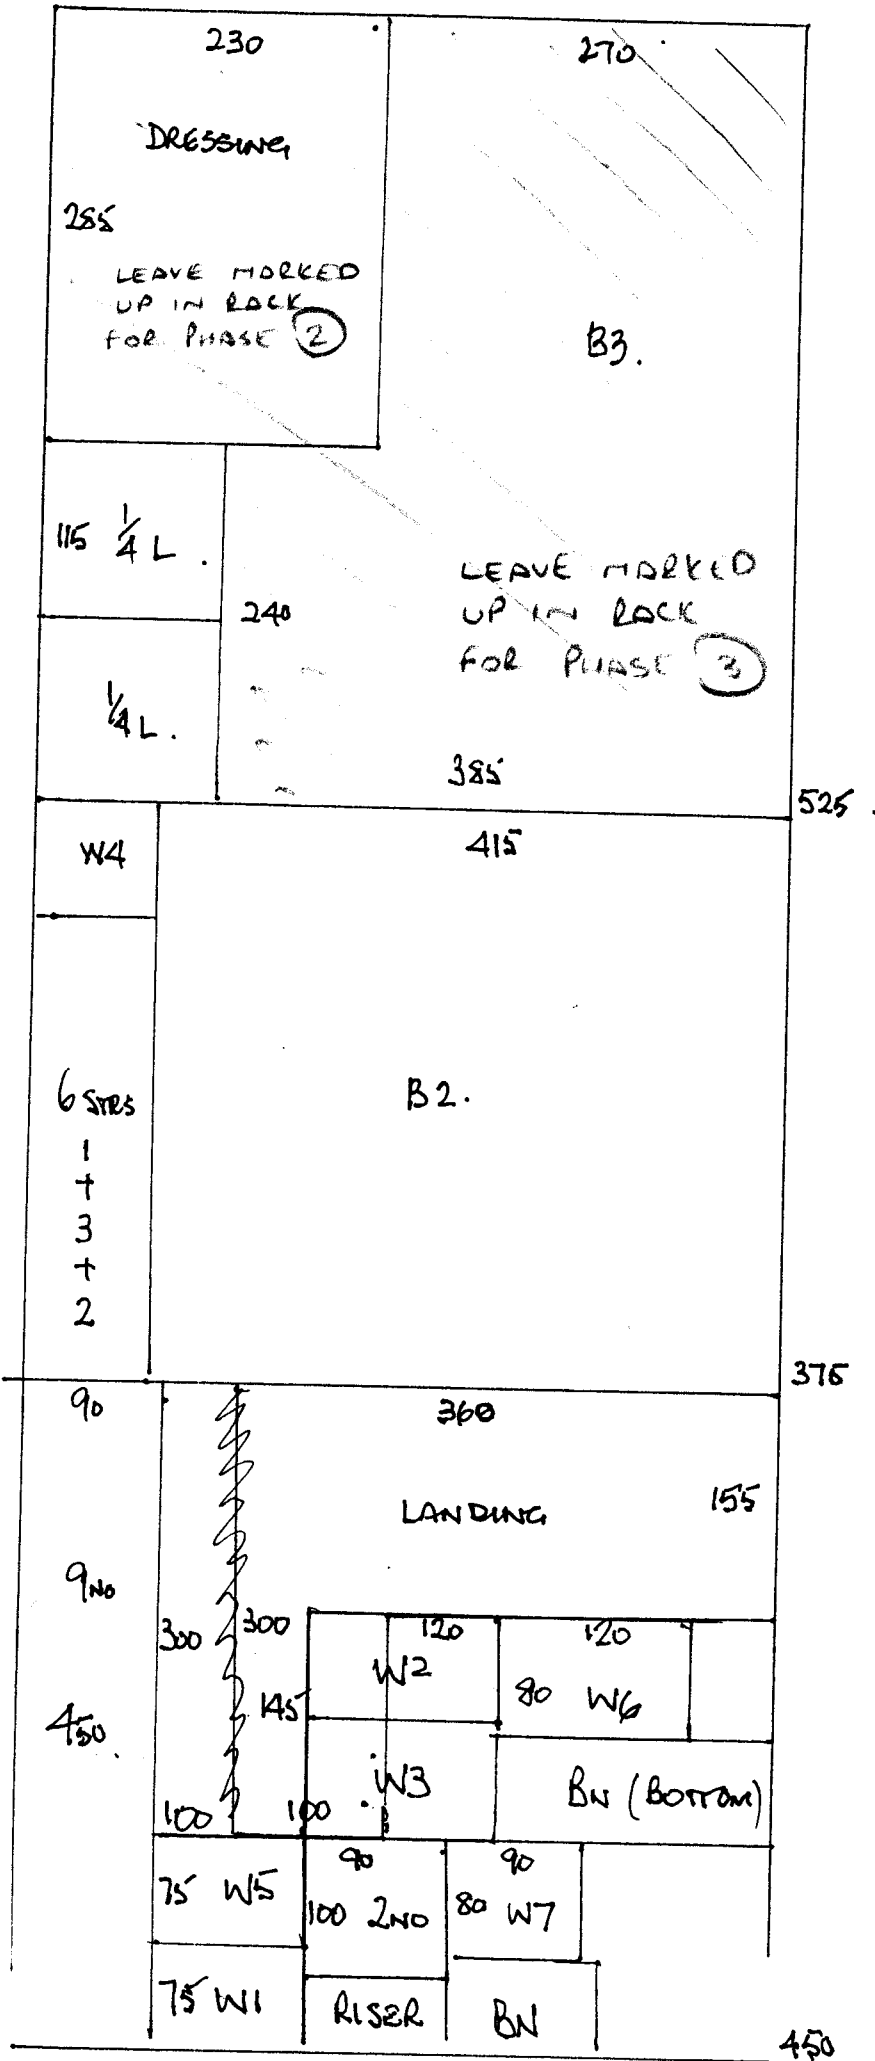 230
270
DRESSING
285
LEAVE MARKED
UP IN RACK
FOR PHASE 2
B3.
115 1/4 L.
240
LEAVE MARKED
UP IN RACK
FOR PHASE 3
1/4 L.
385
525
W4
415
6 STRS
1
+
3
+
2
B2.
375
90
360
LANDING
155
9 NO
300
300
120
120
W2
80 W6
145
450
W3
BN (BOTTOM)
100
100
90
90
75 W5
100 2NO
80 W7
75 W1
RISER
BN
450